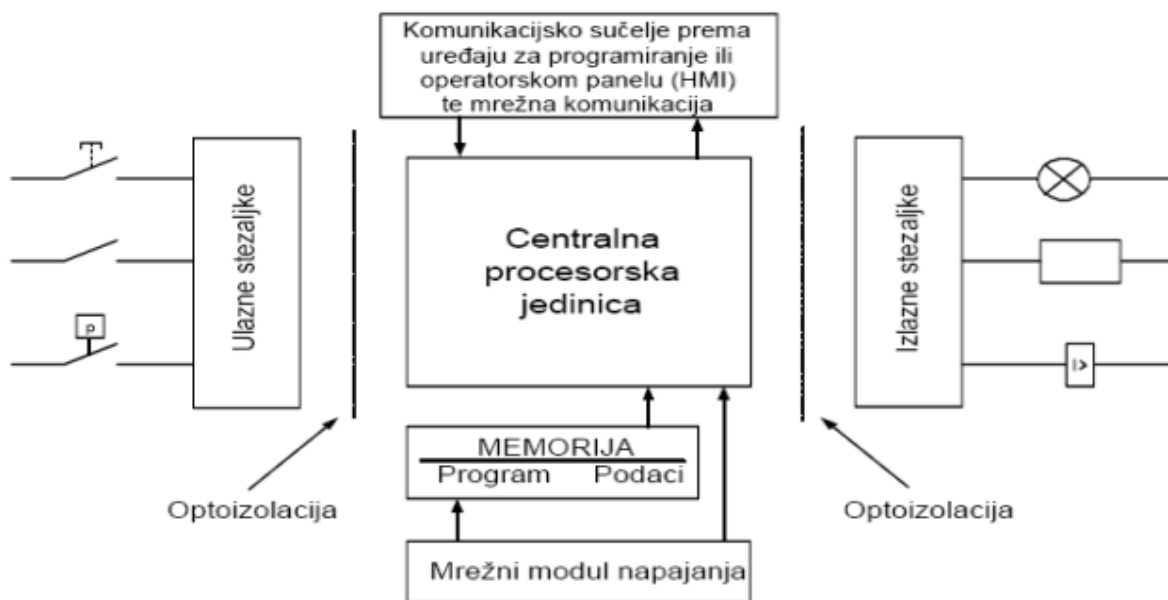 Komunikacijsko sučelje prema
uređaju za programiranje ili
operatorskom panelu (HMI)
te mrežna komunikacija
Ulazne stezaljke
p
Centralna
procesorska
jedinica
Izlazne stezaljke
I>
MEMORIJA
Program Podaci
Optoizolacija
Optoizolacija
Mrežni modul napajanja